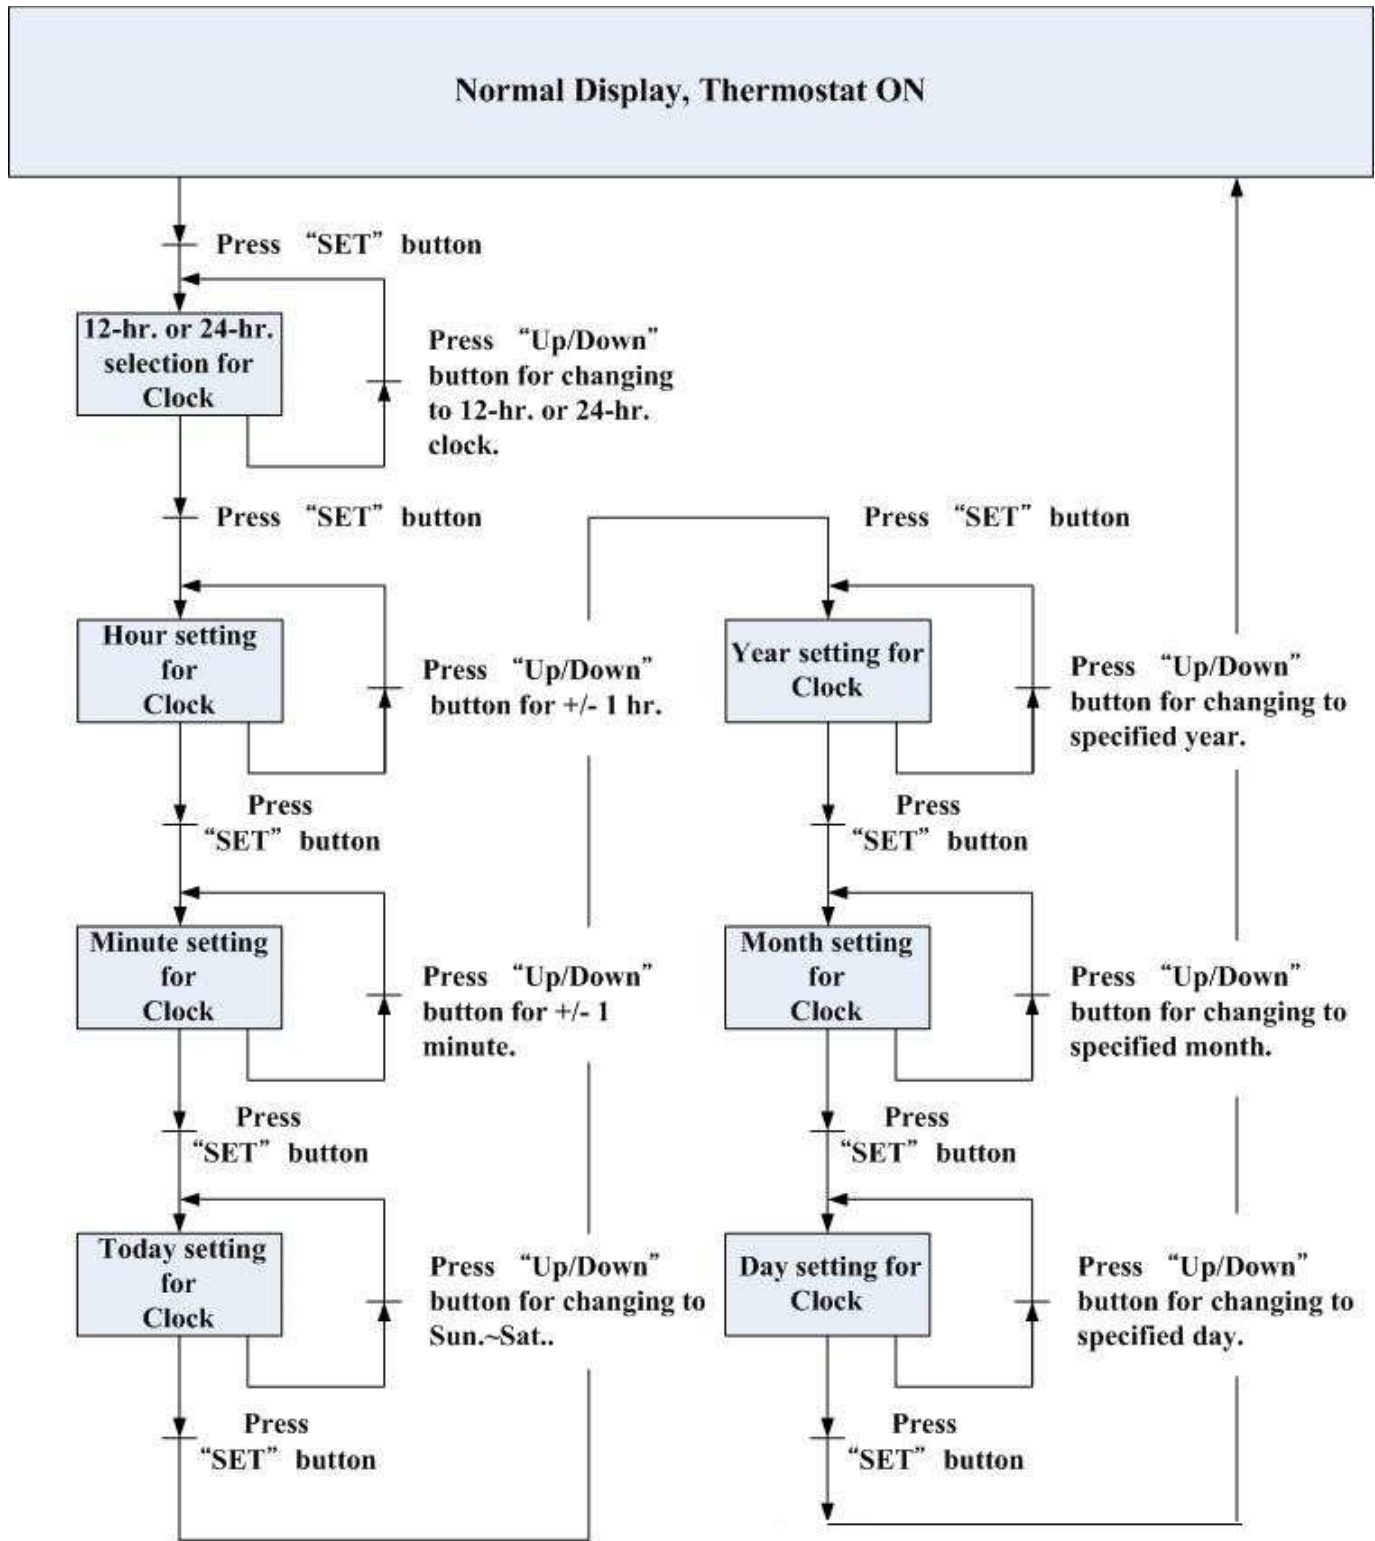 Normal Display, Thermostat ON
Press “SET” button
12-hr. or 24-hr.
selection for
Clock
Press “Up/Down”
button for changing
to 12-hr. or 24-hr.
clock.
Press “SET” button
Hour setting
for
Clock
Press “Up/Down”
button for +/- 1 hr.
Press
“SET” button
Minute setting
for
Clock
Press “Up/Down”
button for +/- 1
minute.
Press
“SET” button
Today setting
for
Clock
Press “Up/Down”
button for changing to
Sun.~Sat..
Press
“SET” button
Press “SET” button
Year setting for
Clock
Press “Up/Down”
button for changing to
specified year.
Press
“SET” button
Month setting
for
Clock
Press “Up/Down”
button for changing to
specified month.
Press
“SET” button
Day setting for
Clock
Press “Up/Down”
button for changing to
specified day.
Press
“SET” button